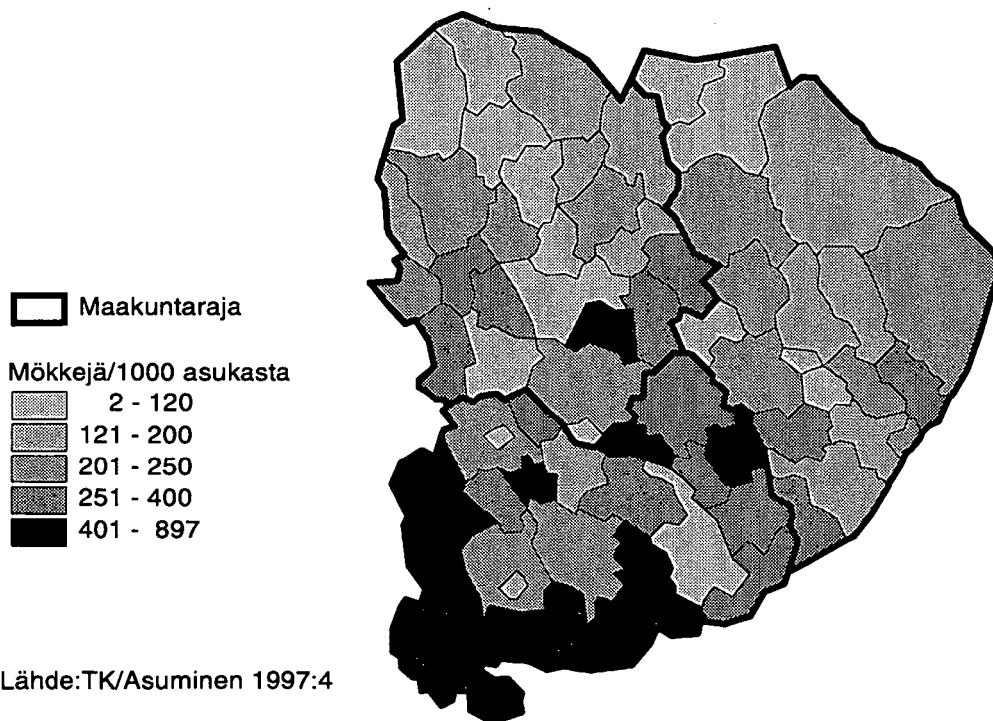 Maakuntaraja
Mökkejä/1000 asukasta
2 - 120
121 - 200
201 - 250
251 - 400
401 - 897
Lähde:TK/Asuminen 1997:4